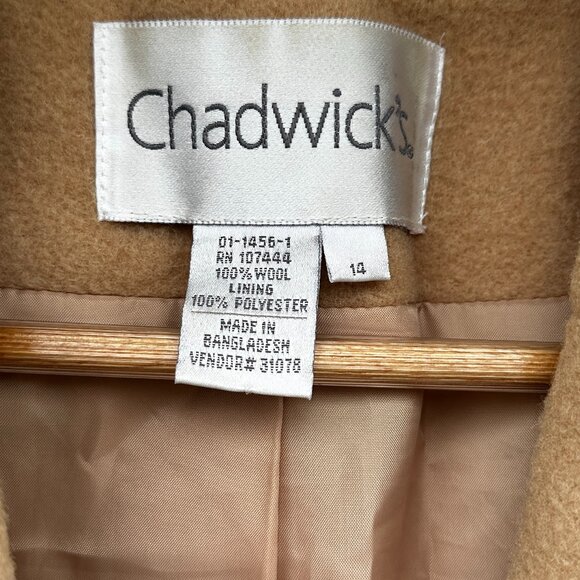 Chadwick's
01-1456-1
RN 107444
100% WOOL
LINING
100% POLYESTER
MADE IN
BANGLADESH
VENDOR# 31078
14